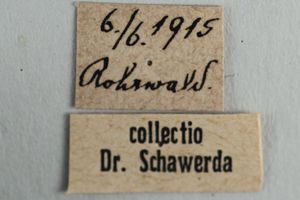 6./6.1915
Rohrwald.
collectio
Dr. Schawerda